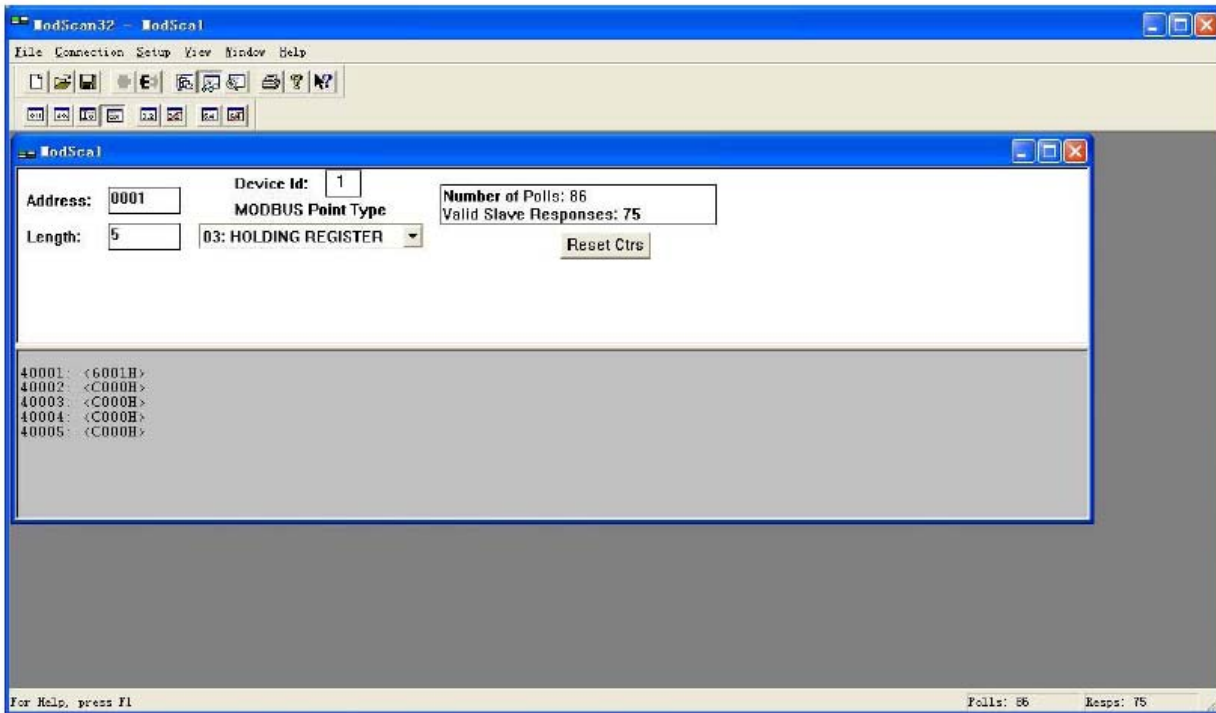 ModScan32 - ModSca1
File Connection Setup View Window Help
ModSca1
Address: 0001
Device Id: 1
MODBUS Point Type
Length: 5
03: HOLDING REGISTER
Number of Polls: 86
Valid Slave Responses: 75
Reset Ctrs
40001: <6001H>
40002: <C000H>
40003: <C000H>
40004: <C000H>
40005: <C000H>
For Help, press F1
Polls: 86
Resps: 75